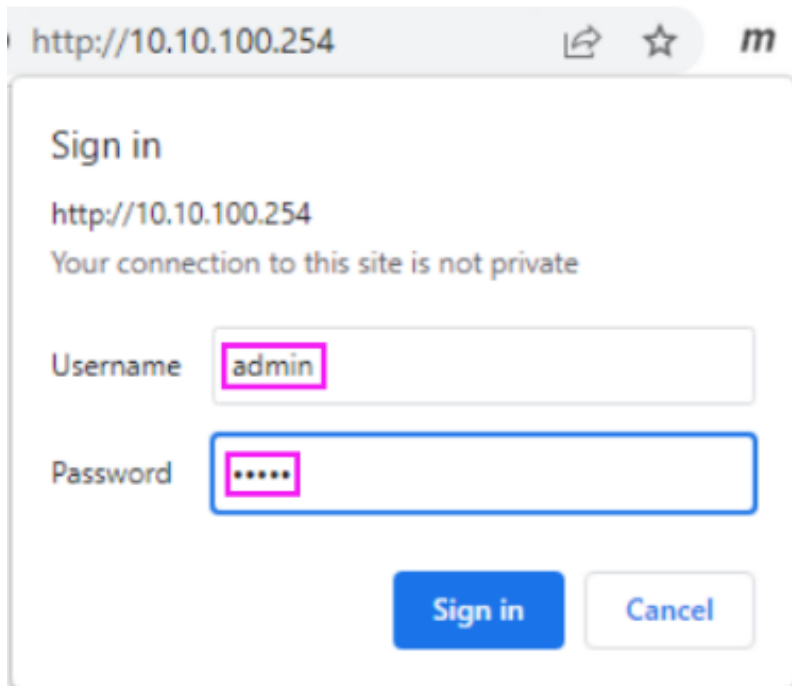 http://10.10.100.254 m
Sign in
http://10.10.100.254
Your connection to this site is not private
Username admin
Password •••••
Sign in Cancel